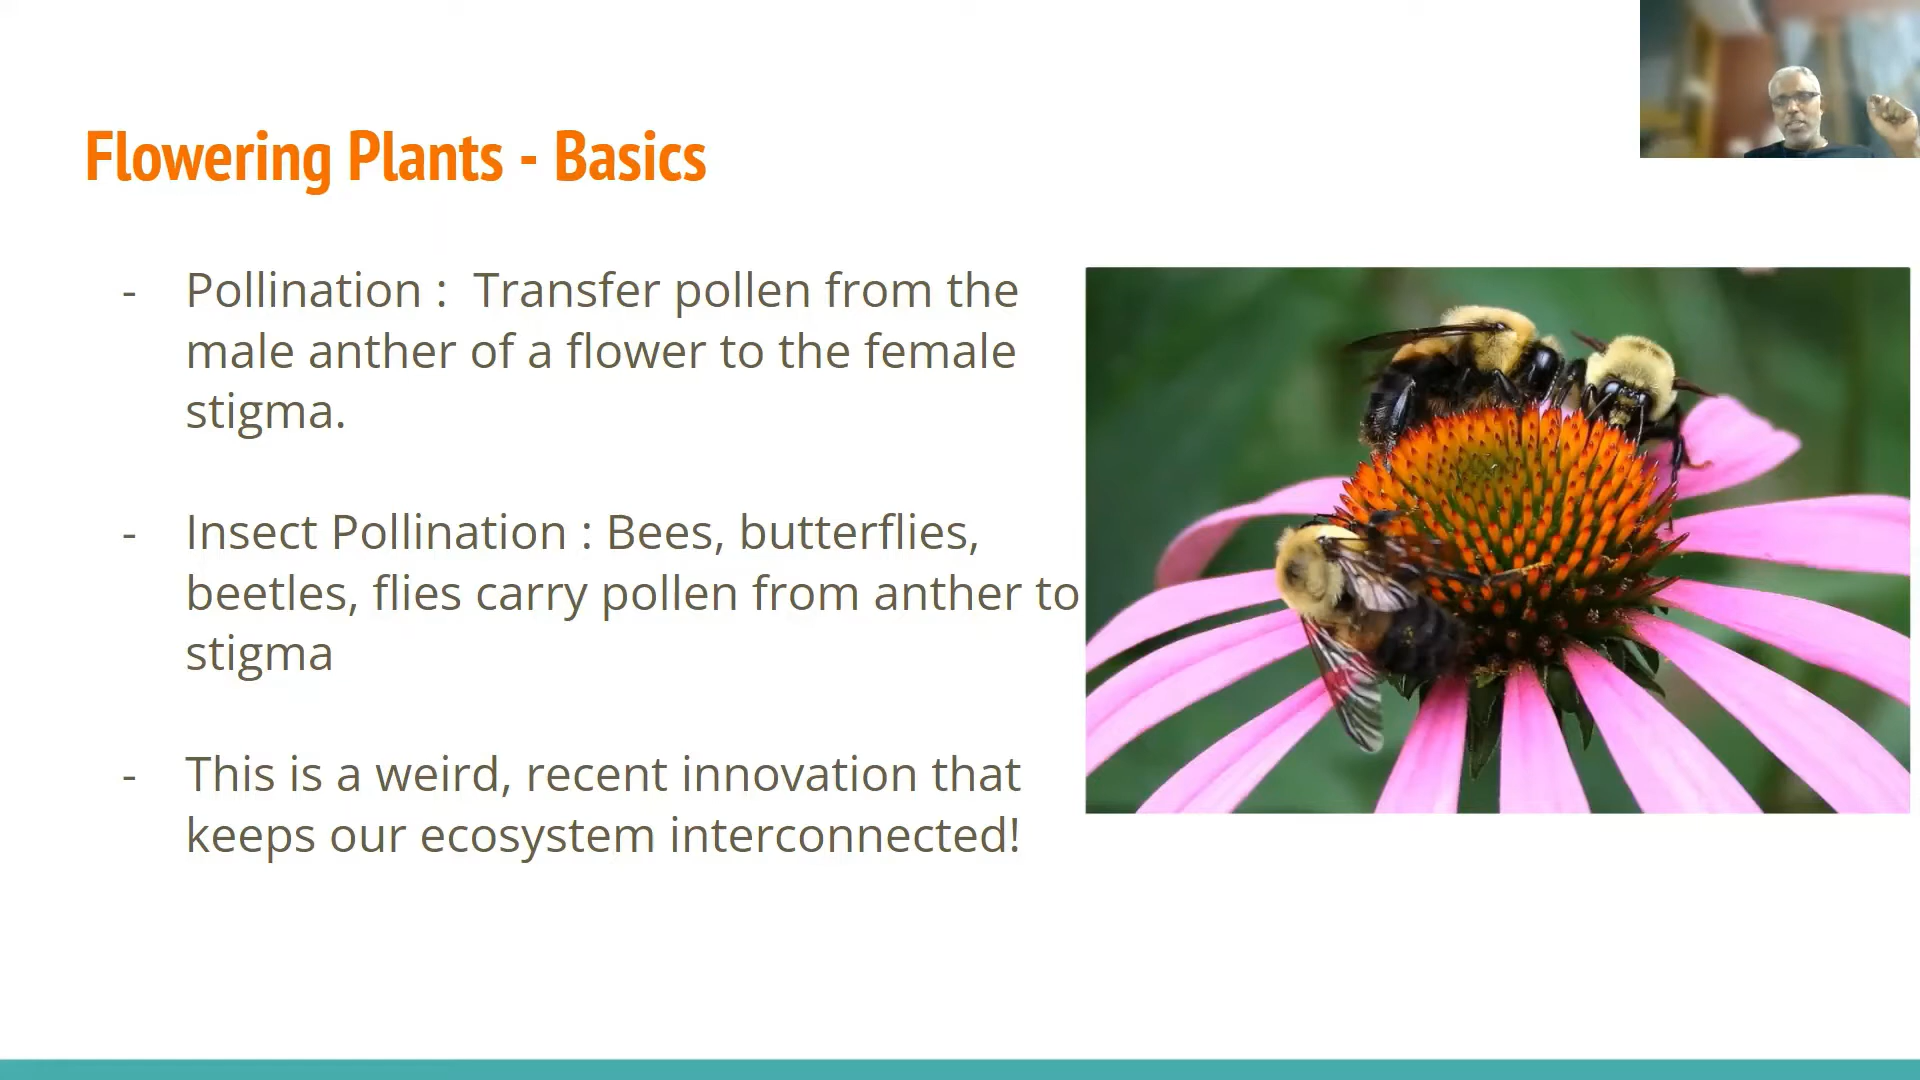 Flowering Plants - Basics
- Pollination :  Transfer pollen from the
male anther of a flower to the female
stigma.
- Insect Pollination : Bees, butterflies,
beetles, flies carry pollen from anther to
stigma
- This is a weird, recent innovation that
keeps our ecosystem interconnected!